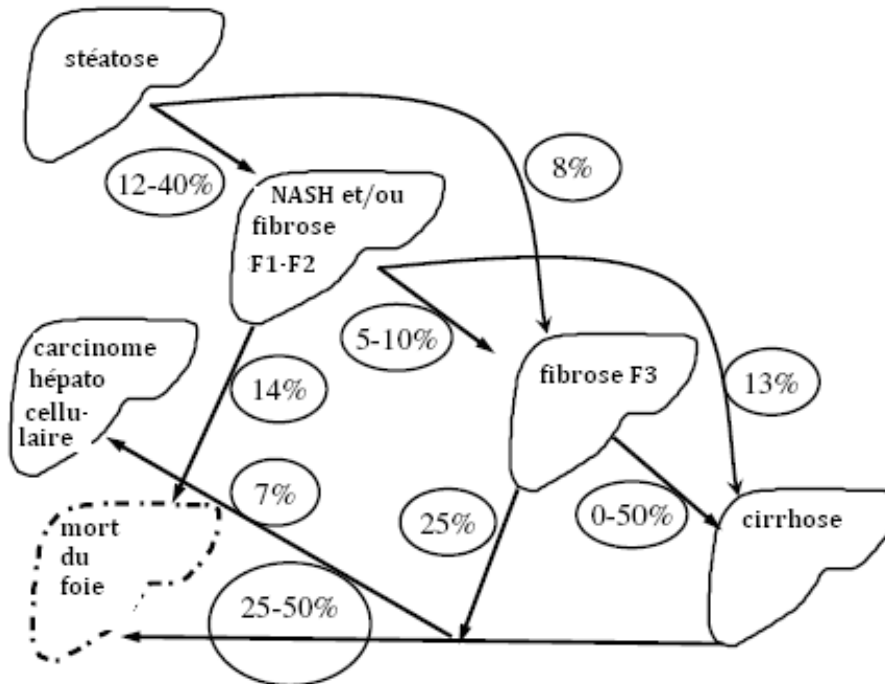 stéatose
12-40%
8%
NASH et/ou
fibrose
F1-F2
5-10%
fibrose F3
13%
carcinome
hépato
cellu-
laire
14%
7%
25%
0-50%
cirrhose
mort
du
foie
25-50%